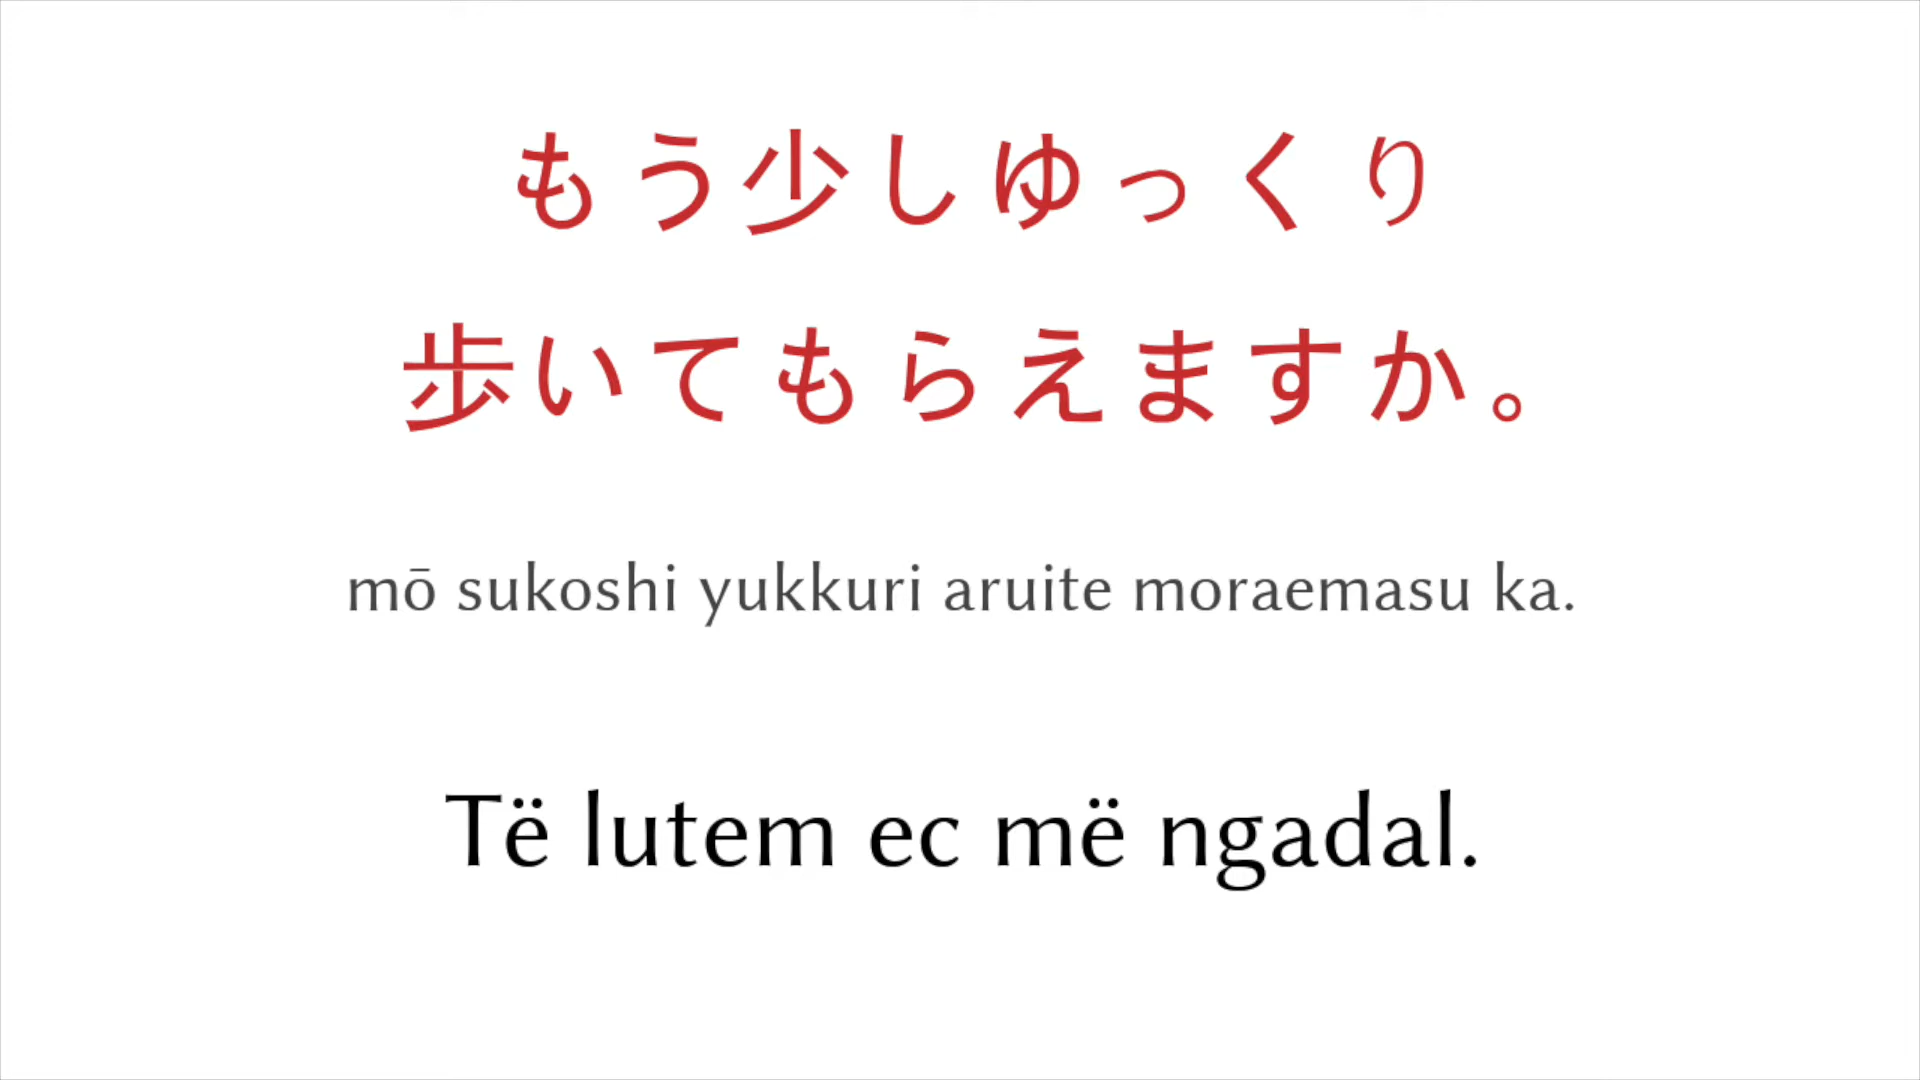 もう少しゆっくり
歩いてもらえますか。
mō sukoshi yukkuri aruite moraemasu ka.
Të lutem ec më ngadal.